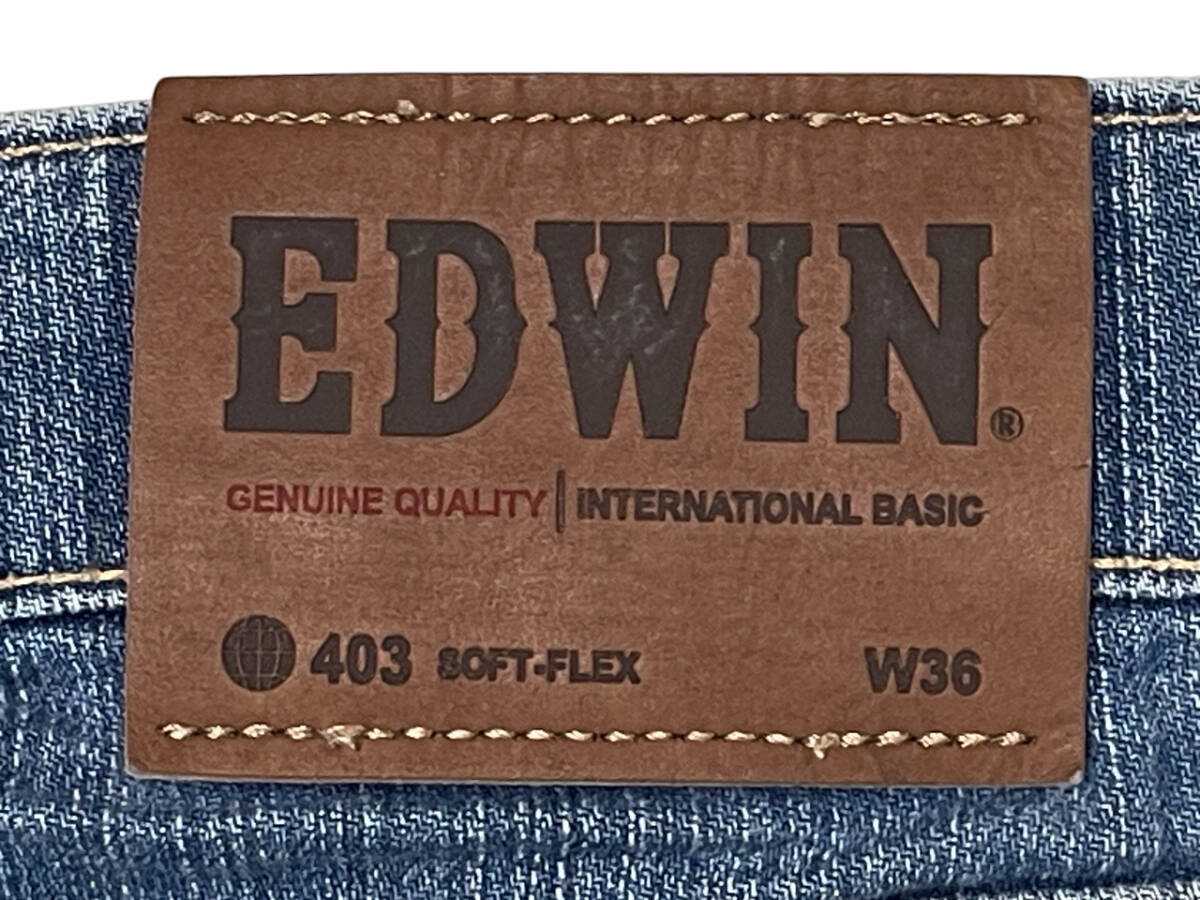 EDWIN®
GENUINE QUALITY | INTERNATIONAL BASIC
403 SOFT-FLEX W36